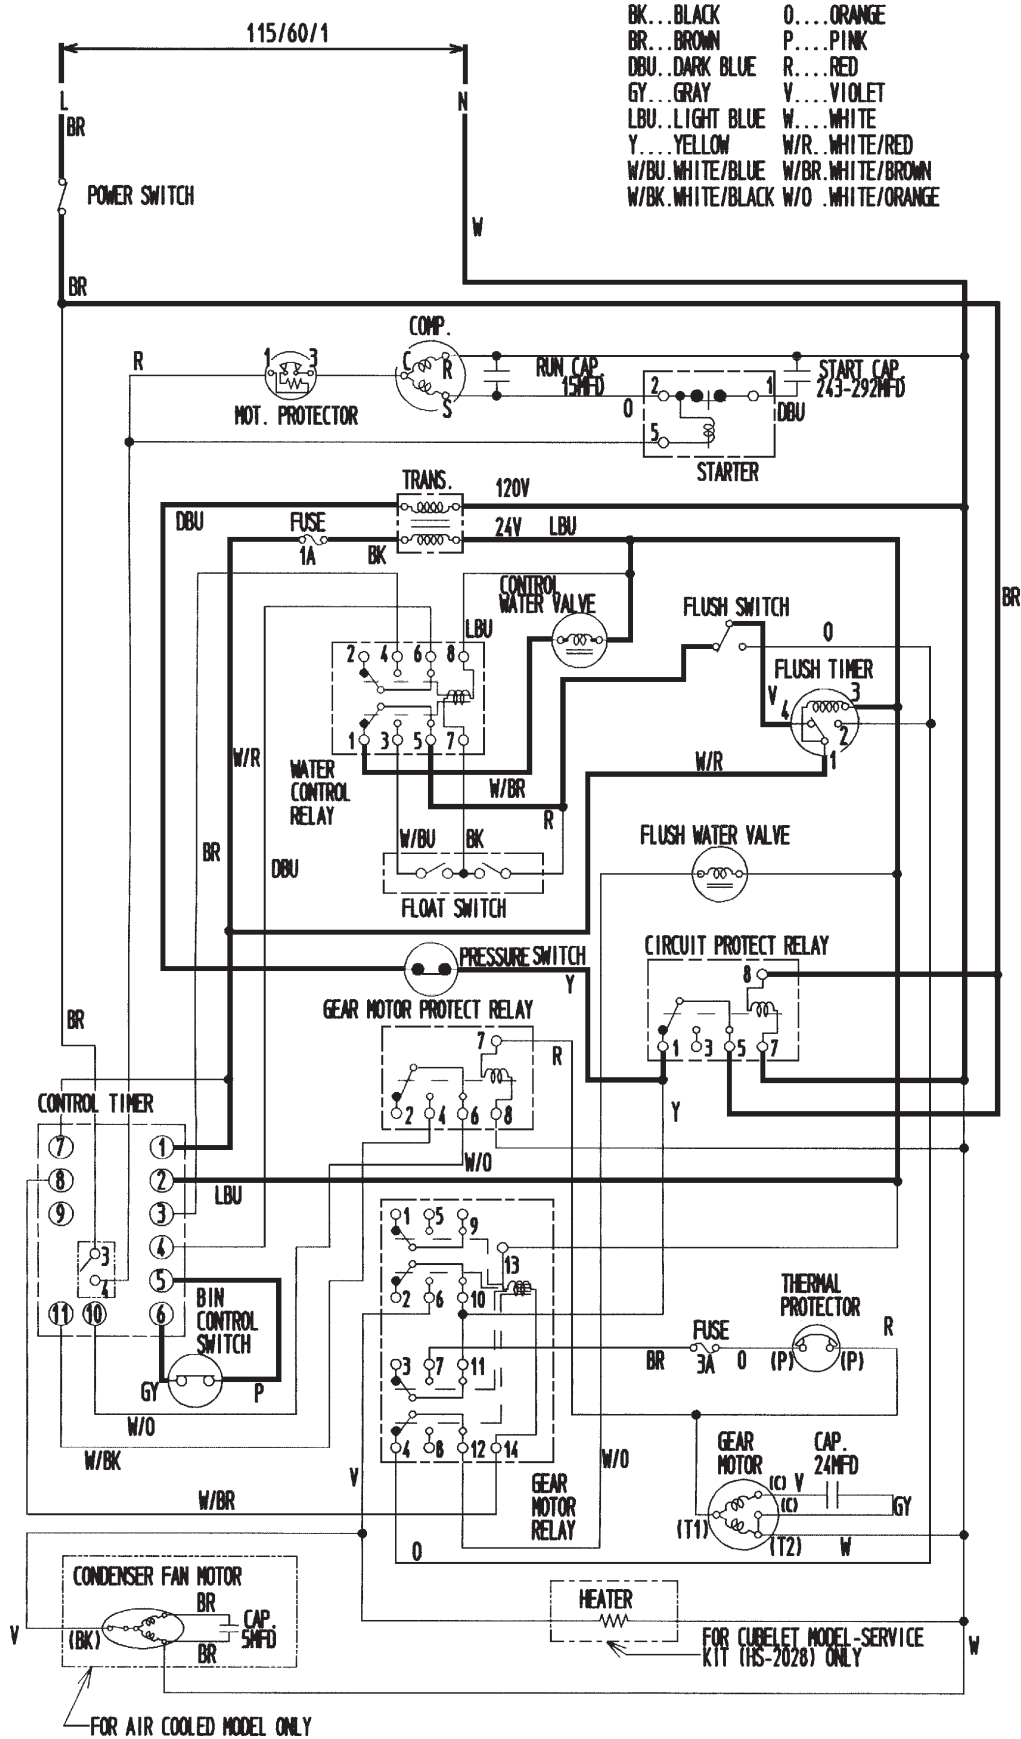 BK...BLACK O....ORANGE
115/60/1
BR...BROWN P....PINK
DBU..DARK BLUE R....RED
GY...GRAY V....VIOLET
L N
LBU..LIGHT BLUE W....WHITE
BR
Y....YELLOW W/R..WHITE/RED
W/BU.WHITE/BLUE W/BR.WHITE/BROWN
POWER SWITCH
W/BK.WHITE/BLACK W/O .WHITE/ORANGE
W
BR
COMP.
R 1 3 C R
RUN CAP.
15MFD
START CAP.
243-292MFD
2 1
S
O
DBU
MOT. PROTECTOR
5
STARTER
TRANS.
120V
DBU
FUSE
1A
BK
24V LBU
CONTROL
WATER VALVE
BR
FLUSH SWITCH
LBU
O
2 4 6 8
FLUSH TIMER
V
4 3
2
1
1 3 5 7
W/R
W/R
WATER
CONTROL
RELAY
W/BR
R
W/BU BK
FLUSH WATER VALVE
BR
DBU
FLOAT SWITCH
CIRCUIT PROTECT RELAY
PRESSURE SWITCH
Y
8
GEAR MOTOR PROTECT RELAY
BR
7
R
1 3 5 7
CONTROL TIMER
2 4 6 8
Y
7 1
W/O
8 2
LBU
9 3
1 5 9
4
3
13
5
4
BIN
CONTROL
SWITCH
THERMAL
PROTECTOR
2 6 10
11 10 6
FUSE
3A
R
BR O (P) (P)
3 7 11
GY P
W/O
4 8 12 14
W/BK
V
W/O
GEAR
MOTOR
CAP.
24MFD
GEAR
MOTOR
RELAY
(C) V
(C)
GY
W/BR
(T1)
(T2) W
O
CONDENSER FAN MOTOR
HEATER
BR
CAP.
5MFD
V
(BK)
BR
FOR CUBELET MODEL-SERVICE
KIT (HS-2028) ONLY
W
FOR AIR COOLED MODEL ONLY